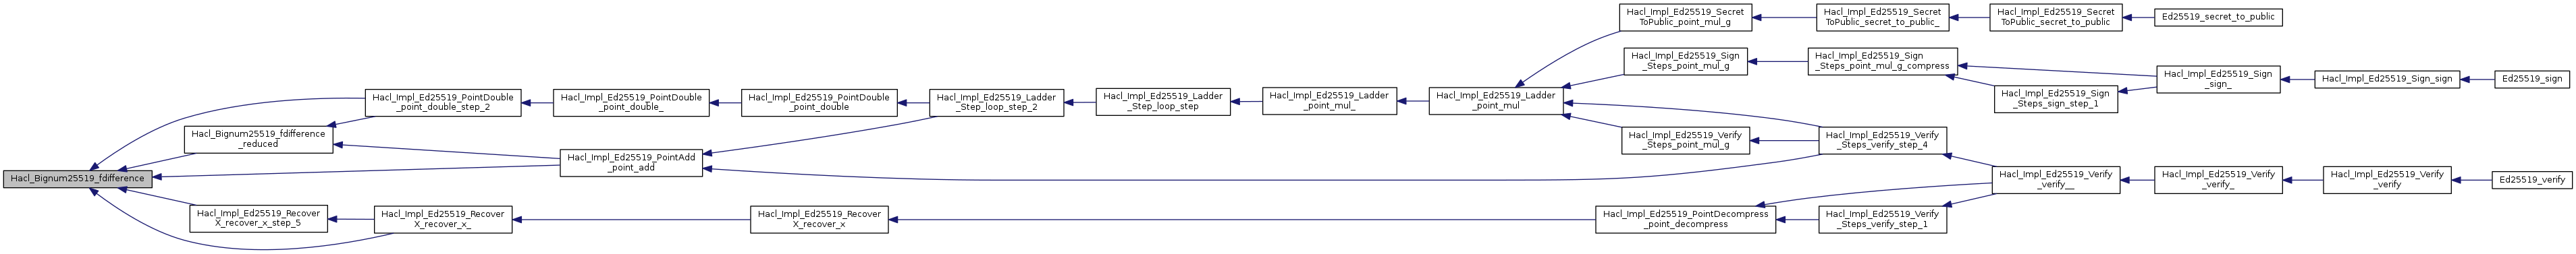 Hacl_Bignum25519_fdifference
Hacl_Impl_Ed25519_PointDouble
_point_double_step_2
Hacl_Bignum25519_fdifference
_reduced
Hacl_Impl_Ed25519_Recover
X_recover_x_step_5
Hacl_Impl_Ed25519_Recover
X_recover_x_
Hacl_Impl_Ed25519_PointDouble
_point_double_
Hacl_Impl_Ed25519_PointAdd
_point_add
Hacl_Impl_Ed25519_PointDouble
_point_double
Hacl_Impl_Ed25519_Recover
X_recover_x
Hacl_Impl_Ed25519_Ladder
_Step_loop_step_2
Hacl_Impl_Ed25519_Ladder
_Step_loop_step
Hacl_Impl_Ed25519_Ladder
_point_mul_
Hacl_Impl_Ed25519_Ladder
_point_mul
Hacl_Impl_Ed25519_Secret
ToPublic_point_mul_g
Hacl_Impl_Ed25519_Secret
ToPublic_secret_to_public_
Hacl_Impl_Ed25519_Secret
ToPublic_secret_to_public
Ed25519_secret_to_public
Hacl_Impl_Ed25519_Sign
_Steps_point_mul_g
Hacl_Impl_Ed25519_Sign
_Steps_point_mul_g_compress
Hacl_Impl_Ed25519_Sign
_Steps_sign_step_1
Hacl_Impl_Ed25519_Sign
_sign_
Hacl_Impl_Ed25519_Sign_sign
Ed25519_sign
Hacl_Impl_Ed25519_Verify
_Steps_point_mul_g
Hacl_Impl_Ed25519_Verify
_Steps_verify_step_4
Hacl_Impl_Ed25519_PointDecompress
_point_decompress
Hacl_Impl_Ed25519_Verify
_Steps_verify_step_1
Hacl_Impl_Ed25519_Verify
_verify__
Hacl_Impl_Ed25519_Verify
_verify_
Hacl_Impl_Ed25519_Verify
_verify
Ed25519_verify